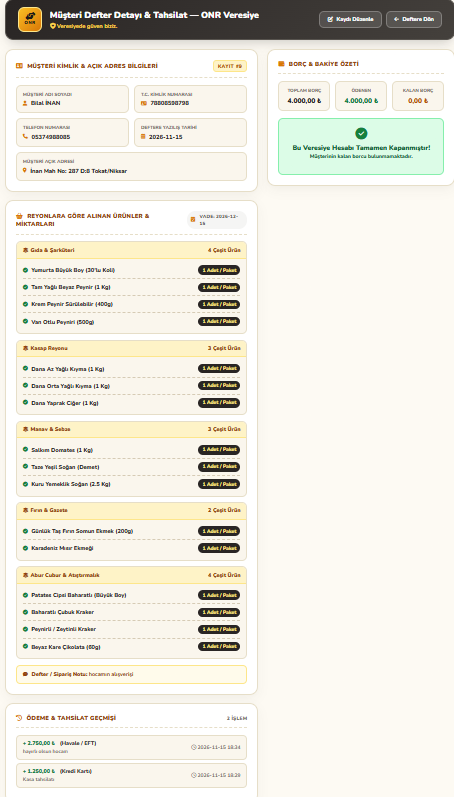 ONR
Müşteri Defter Detayı & Tahsilat — ONR Veresiye
Veresiyede güven biziz.
Kaydı Düzenle
Deftere Dön
MÜŞTERİ KİMLİK & AÇIK ADRES BİLGİLERİ
KAYIT #5
MÜŞTERİ ADI SOYADI
Bilal İNAN
T.C. KİMLİK NUMARASI
78808598798
TELEFON NUMARASI
05374988085
DEFTERE YAZILIŞ TARİHİ
2026-11-15
MÜŞTERİ AÇIK ADRESİ
İnan Mah No: 287 D:8 Tokat/Niksar
BORÇ & BAKİYE ÖZETİ
TOPLAM BORÇ
4.000,00 ₺
ÖDENEN
4.000,00 ₺
KALAN BORÇ
0,00 ₺
Bu Veresiye Hesabı Tamamen Kapanmıştır!
Müşterinin kalan borcu bulunmamaktadır.
REYONLARA GÖRE ALINAN ÜRÜNLER &
MİKTARLARI
VADE: 2026-12-
15
Gıda & Şarküteri
4 Çeşit Ürün
Yumurta Büyük Boy (30'lu Koli)
1 Adet / Paket
Tam Yağlı Beyaz Peynir (1 Kg)
1 Adet / Paket
Krem Peynir Sürülebilir (400g)
1 Adet / Paket
Van Otlu Peyniri (500g)
1 Adet / Paket
Kasap Reyonu
3 Çeşit Ürün
Dana Az Yağlı Kıyma (1 Kg)
1 Adet / Paket
Dana Orta Yağlı Kıyma (1 Kg)
1 Adet / Paket
Dana Yaprak Ciğer (1 Kg)
1 Adet / Paket
Manav & Sebze
3 Çeşit Ürün
Salkım Domates (1 Kg)
1 Adet / Paket
Taze Yeşil Soğan (Demet)
1 Adet / Paket
Kuru Yemeklik Soğan (2.5 Kg)
1 Adet / Paket
Fırın & Gazete
2 Çeşit Ürün
Günlük Taş Fırın Somun Ekmek (200g)
1 Adet / Paket
Karadeniz Mısır Ekmeği
1 Adet / Paket
Abur Cubur & Atıştırmalık
4 Çeşit Ürün
Patates Cipsi Baharatlı (Büyük Boy)
1 Adet / Paket
Baharatlı Çubuk Kraker
1 Adet / Paket
Peynirli / Zeytinli Kraker
1 Adet / Paket
Beyaz Kare Çikolata (60g)
1 Adet / Paket
Defter / Sipariş Notu: hocamın alışverişi
ÖDEME & TAHSİLAT GEÇMİŞİ
2 İŞLEM
+ 2.750,00 ₺ (Havale / EFT)
hayırlı olsun hocam
2026-11-15 18:24
+ 1.250,00 ₺ (Kredi Kartı)
Kasa tahsilatı
2026-11-15 18:29